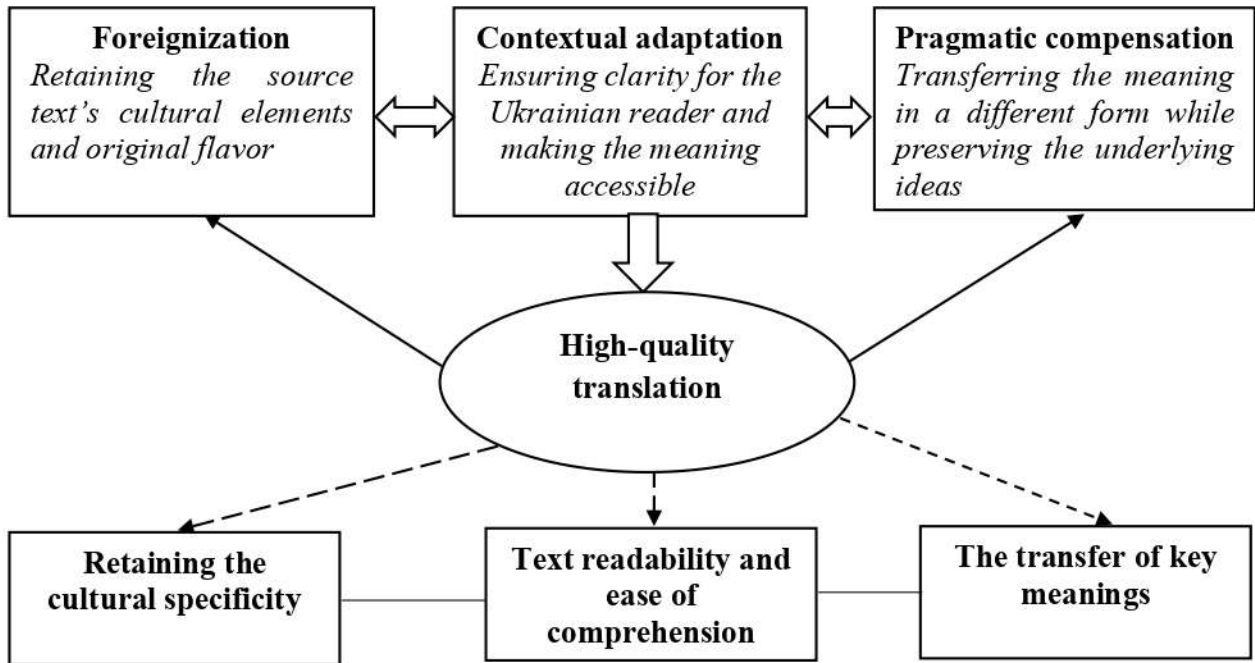 Foreignization
Retaining the source
text's cultural elements
and original flavor
Contextual adaptation
Ensuring clarity for the
Ukrainian reader and
making the meaning
accessible
Pragmatic compensation
Transferring the meaning
in a different form while
preserving the underlying
ideas
High-quality
translation
Retaining the
cultural specificity
Text readability and
ease of
comprehension
The transfer of key
meanings